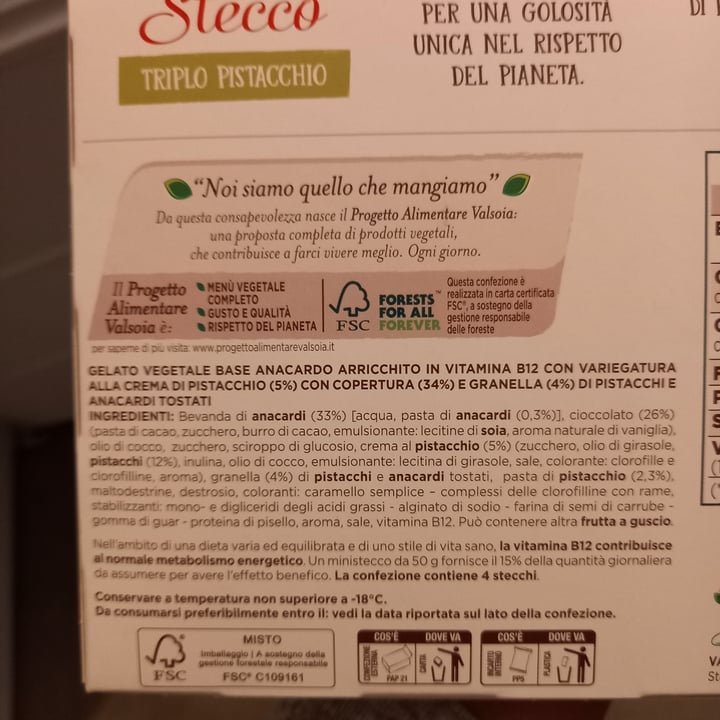 Stecco
TRIPLO PISTACCHIO
PER UNA GOLOSITÀ
UNICA NEL RISPETTO
DEL PIANETA.
DI
"Noi siamo quello che mangiamo"
Da questa consapevolezza nasce il Progetto Alimentare Valsoia:
una proposta completa di prodotti vegetali,
che contribuisce a farci vivere meglio. Ogni giorno.
Il Progetto
Alimentare
Valsoia è:
MENÙ VEGETALE
COMPLETO
GUSTO E QUALITÀ
RISPETTO DEL PIANETA
FSC
FORESTS™
FOR ALL
FOREVER
Questa confezione è
realizzata in carta certificata
FSC®, a sostegno della
gestione responsabile
delle foreste
per saperne di più visita: www.progettoalimentarevalsoia.it
GELATO VEGETALE BASE ANACARDO ARRICCHITO IN VITAMINA B12 CON VARIEGATURA
ALLA CREMA DI PISTACCHIO (5%) CON COPERTURA (34%) E GRANELLA (4%) DI PISTACCHI E
ANACARDI TOSTATI
INGREDIENTI: Bevanda di anacardi (33%) [acqua, pasta di anacardi (0,3%)], cioccolato (26%)
(pasta di cacao, zucchero, burro di cacao, emulsionante: lecitine di soia, aroma naturale di vaniglia),
olio di cocco, zucchero, sciroppo di glucosio, crema al pistacchio (5%) (zucchero, olio di girasole,
pistacchi (12%), inulina, olio di cocco, emulsionante: lecitina di girasole, sale, colorante: clorofille e
clorofilline, aroma), granella (4%) di pistacchi e anacardi tostati, pasta di pistacchio (2,3%),
maltodestrine, destrosio, coloranti: caramello semplice - complessi delle clorofilline con rame,
stabilizzanti: mono- e digliceridi degli acidi grassi - alginato di sodio - farina di semi di carrube -
gomma di guar - proteina di pisello, aroma, sale, vitamina B12. Può contenere altra frutta a guscio.
Nell'ambito di una dieta varia ed equilibrata e di uno stile di vita sano, la vitamina B12 contribuisce
al normale metabolismo energetico. Un ministecco da 50 g fornisce il 15% della quantità giornaliera
da assumere per avere l'effetto benefico. La confezione contiene 4 stecchi.
Conservare a temperatura non superiore a -18°C.
Da consumarsi preferibilmente entro il: vedi la data riportata sul lato della confezione.
FSC
MISTO
Imballaggio | A sostegno della
gestione forestale responsabile
FSC® C109161
COS'È DOVE VA
CONFEZIONE ESTERNA
PAP 21
CARTA
COS'È DOVE VA
INCARTO INTERNO
PP5
PLASTICA